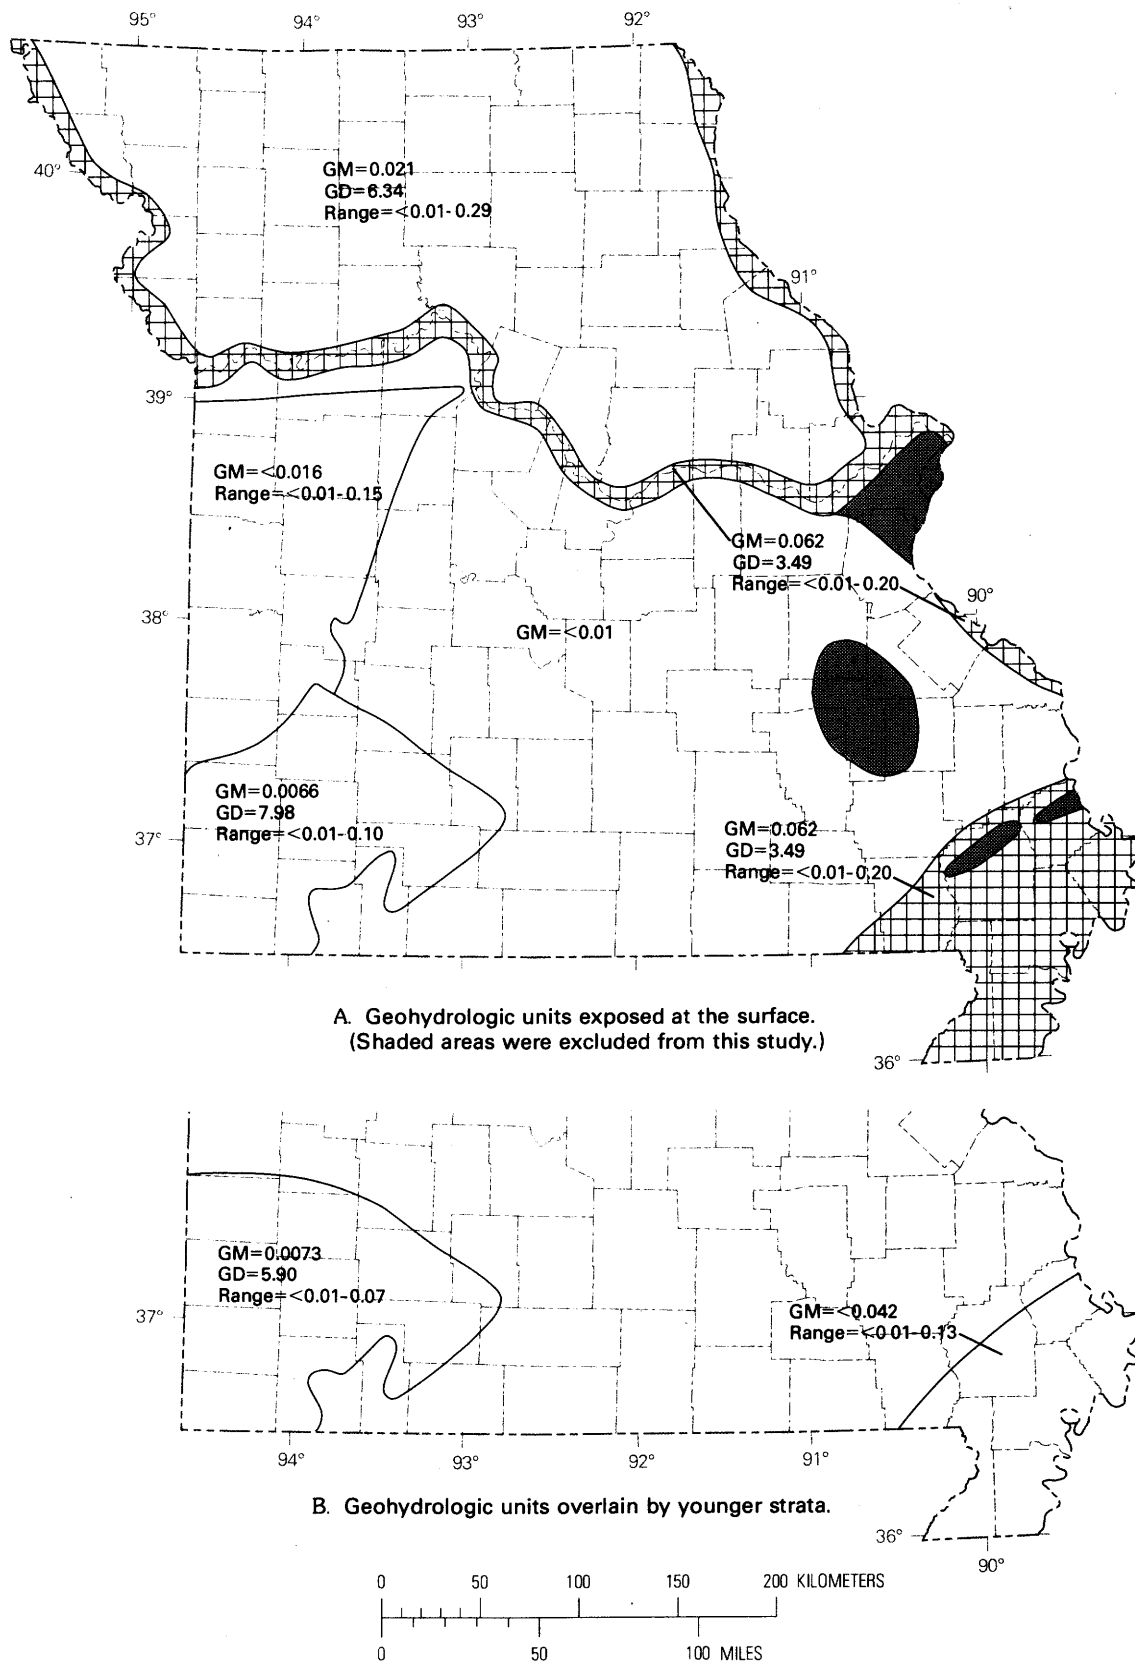 95° 94° 93° 92°
40°
GM=0.021
GD=6.34
Range=<0.01-0.29
91°
39°
GM=<0.016
Range=<0.01-0.15
GM=0.062
GD=3.49
Range=<0.01-0.20
90°
38°
GM=<0.01
GM=0.0066
GD=7.98
Range=<0.01-0.10
37°
GM=0.062
GD=3.49
Range=<0.01-0.20
A. Geohydrologic units exposed at the surface.
(Shaded areas were excluded from this study.)
36°
GM=0.0073
GD=5.90
Range=<0.01-0.07
37°
GM=<0.042
Range=<0.01-0.13
94° 93° 92° 91°
B. Geohydrologic units overlain by younger strata.
36°
90°
0 50 100 150 200 KILOMETERS
0 50 100 MILES